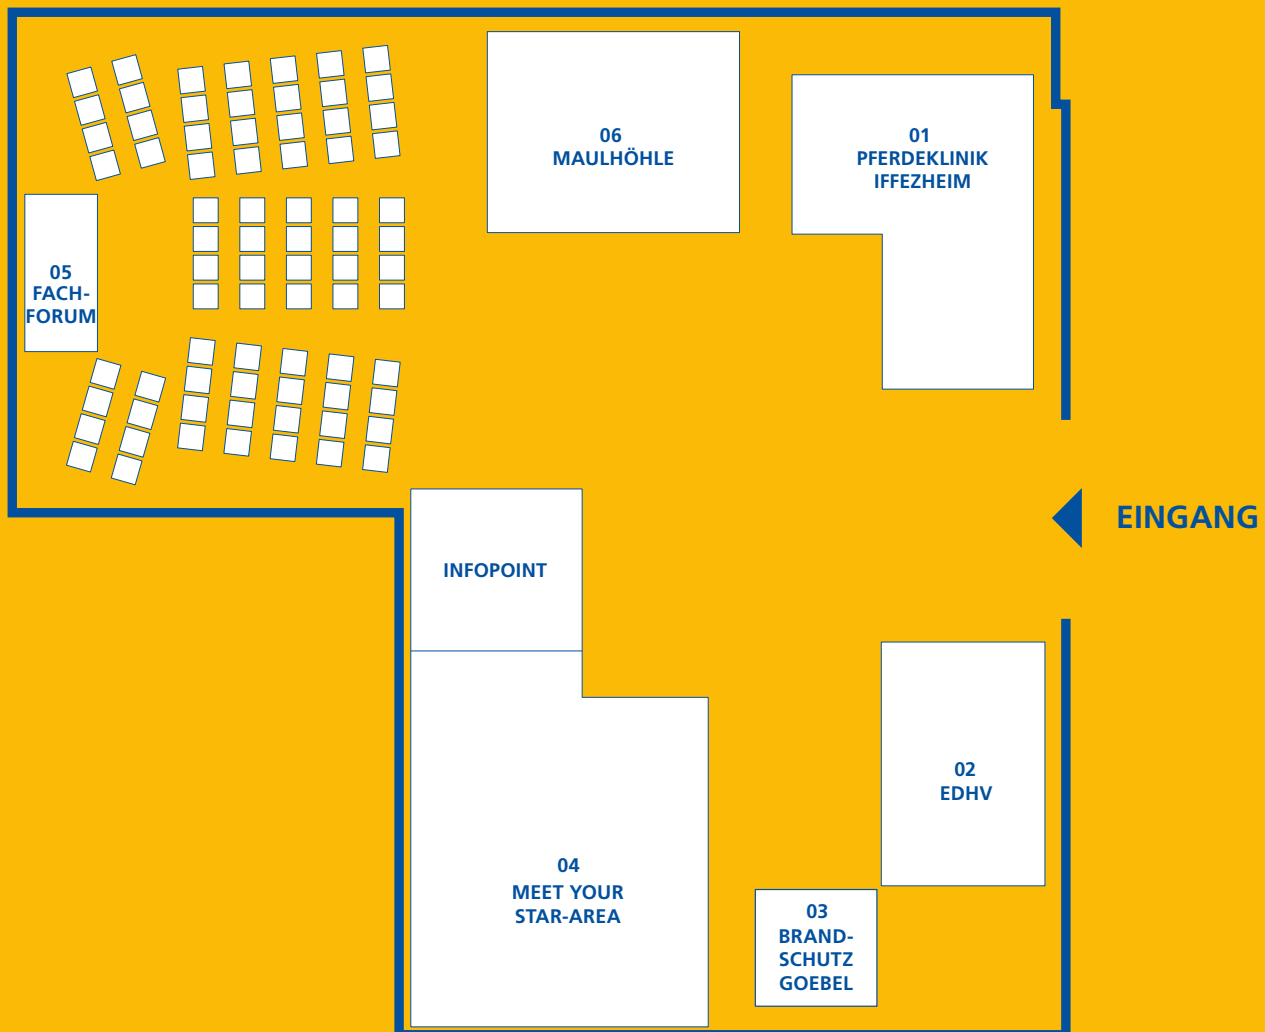 06
MAULHÖHLE
01
PFERDEKLINIK
IFFEZHEIM
05
FACH-
FORUM
EINGANG
INFOPOINT
02
EDHV
04
MEET YOUR
STAR-AREA
03
BRAND-
SCHUTZ
GOEBEL